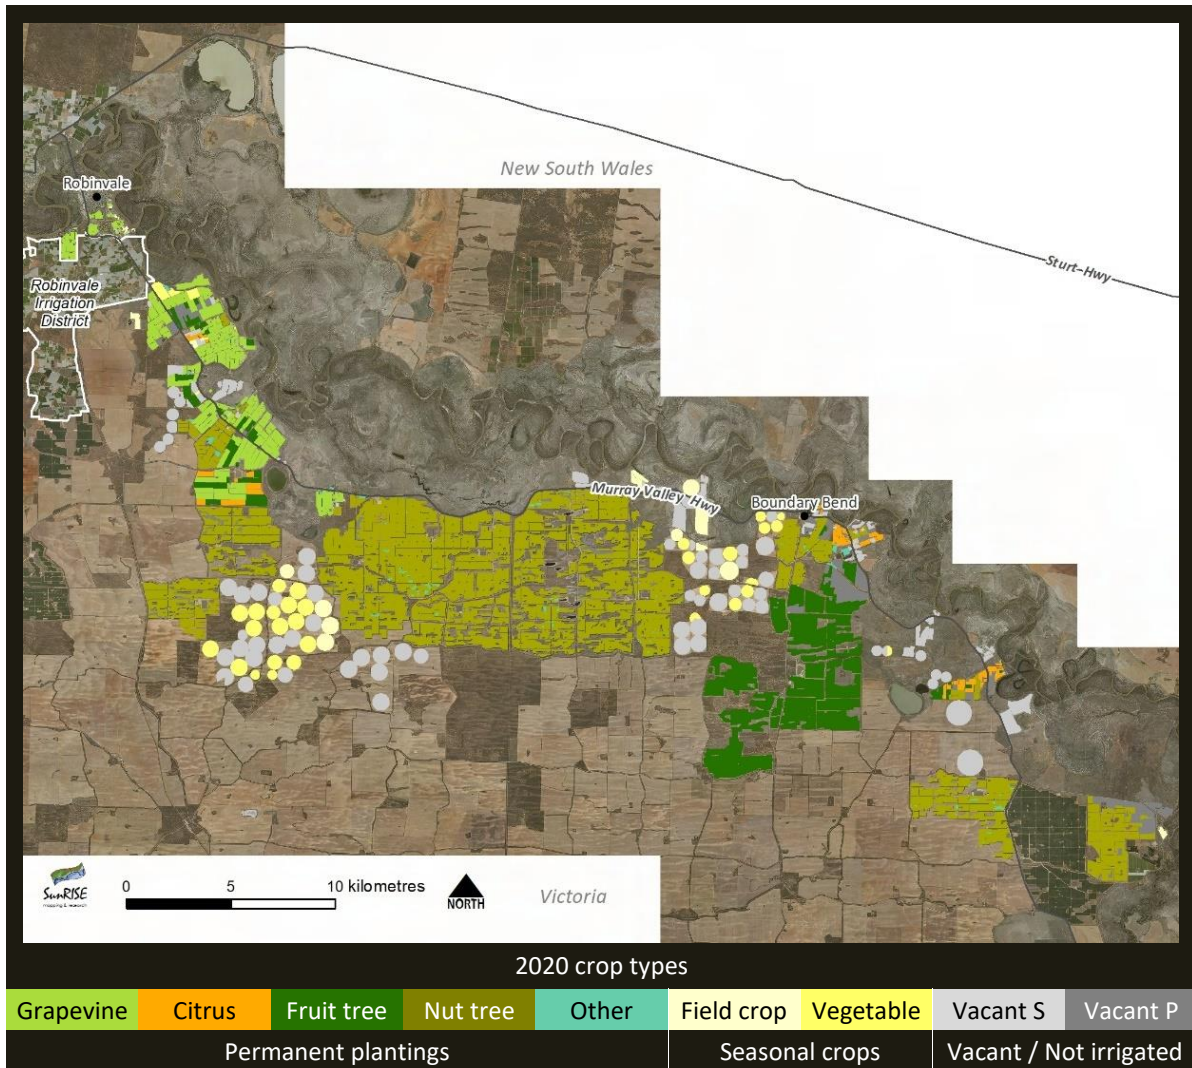 New South Wales
Robinvale
Sturt Hwy
Robinvale
Irrigation
District
Murray Valley Hwy
Boundary Bend
SunRISE
mapping & research
0 5 10 kilometres
NORTH
Victoria
2020 crop types
Grapevine Citrus Fruit tree Nut tree Other Field crop Vegetable Vacant S Vacant P
Permanent plantings Seasonal crops Vacant / Not irrigated